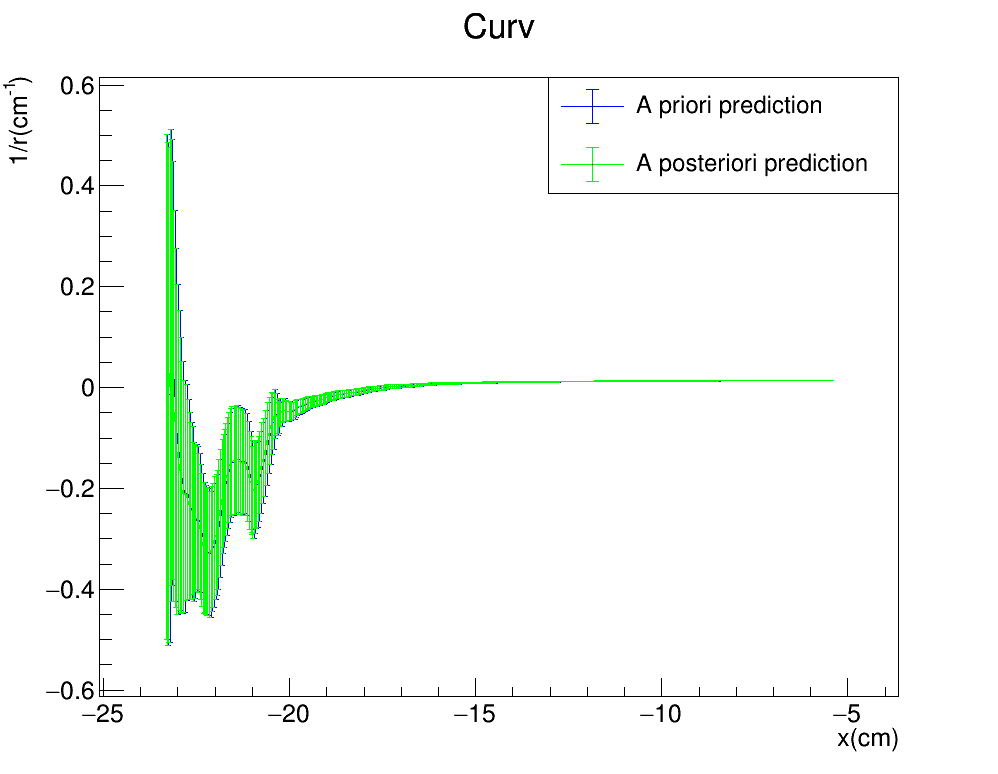 Curv
1/r(cm⁻¹)
A priori prediction
A posteriori prediction
0.6
0.4
0.2
0
−0.2
−0.4
−0.6
−25 −20 −15 −10 −5
x(cm)